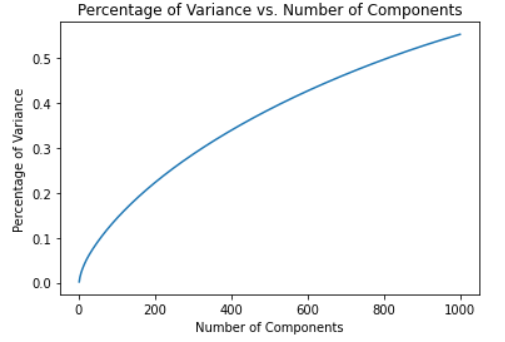 Percentage of Variance vs. Number of Components
0.5
0.4
0.3
0.2
0.1
0.0
Percentage of Variance
0 200 400 600 800 1000
Number of Components